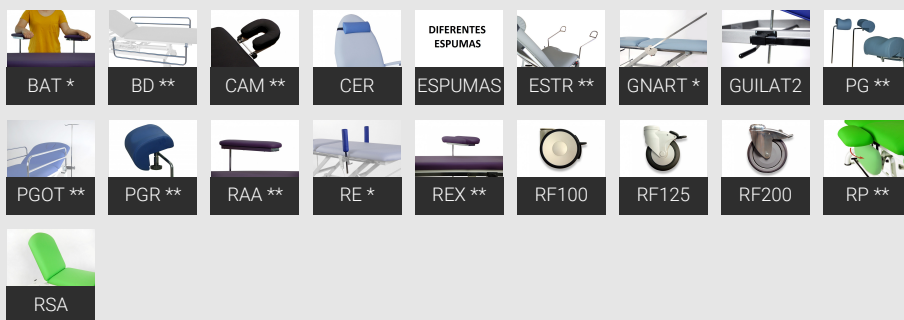 DIFERENTES
ESPUMAS
BAT *
BD **
CAM **
CER
ESPUMAS
ESTR **
GNART *
GUILAT2
PG **
PGOT **
PGR **
RAA **
RE *
REX **
RF100
RF125
RF200
RP **
RSA